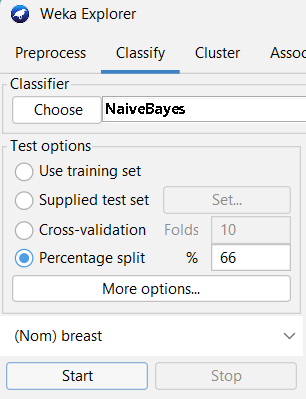 Weka Explorer
Preprocess Classify Cluster Assoc
Classifier
Choose NaiveBayes
Test options
Use training set
Supplied test set Set...
Cross-validation Folds 10
Percentage split % 66
More options...
(Nom) breast
Start Stop